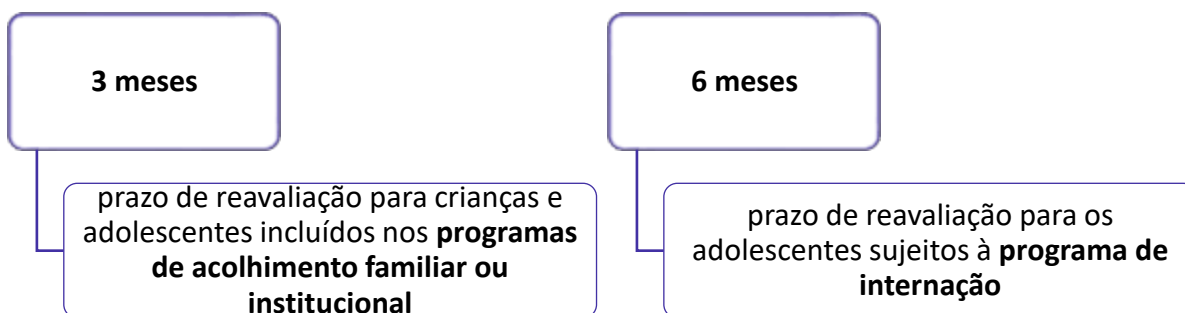 3 meses
prazo de reavaliação para crianças e
adolescentes incluídos nos programas
de acolhimento familiar ou
institucional
6 meses
prazo de reavaliação para os
adolescentes sujeitos à programa de
internação